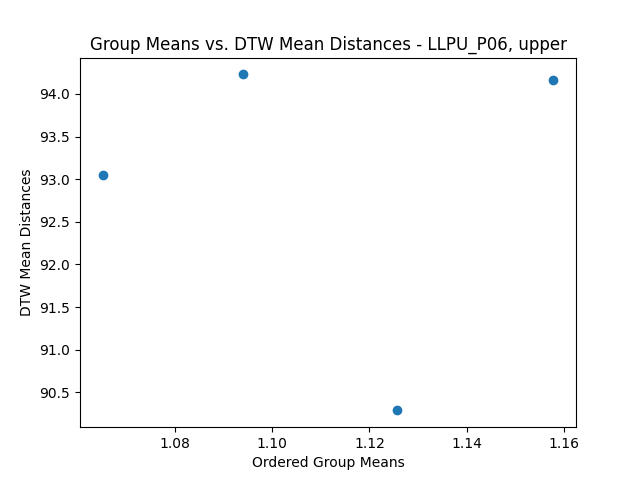 Group Means vs. DTW Mean Distances - LLPU_P06, upper
94.0
93.5
93.0
92.5
92.0
91.5
91.0
90.5
DTW Mean Distances
1.08 1.10 1.12 1.14 1.16
Ordered Group Means